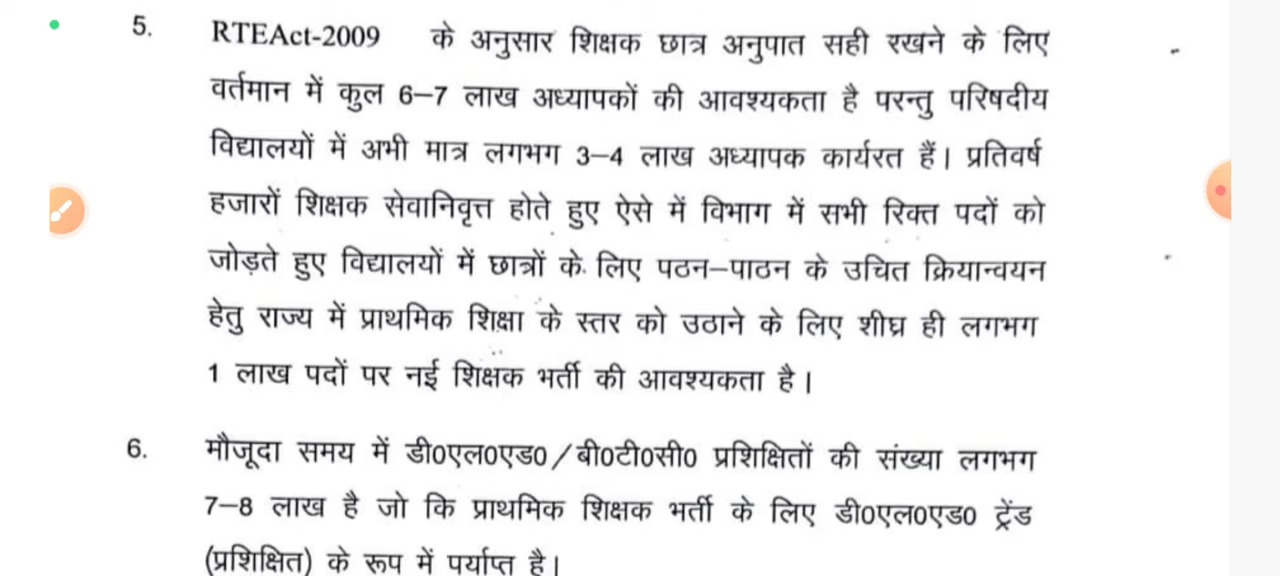 5. RTEAct-2009 के अनुसार शिक्षक छात्र अनुपात सही रखने के लिए
वर्तमान में कुल 6–7 लाख अध्यापकों की आवश्यकता है परन्तु परिषदीय
विद्यालयों में अभी मात्र लगभग 3–4 लाख अध्यापक कार्यरत हैं। प्रतिवर्ष
हजारों शिक्षक सेवानिवृत्त होते हुए ऐसे में विभाग में सभी रिक्त पदों को
जोड़ते हुए विद्यालयों में छात्रों के लिए पठन–पाठन के उचित क्रियान्वयन
हेतु राज्य में प्राथमिक शिक्षा के स्तर को उठाने के लिए शीघ्र ही लगभग
1 लाख पदों पर नई शिक्षक भर्ती की आवश्यकता है।
6. मौजूदा समय में डी0एल0एड0/बी0टी0सी0 प्रशिक्षितों की संख्या लगभग
7–8 लाख है जो कि प्राथमिक शिक्षक भर्ती के लिए डी0एल0एड0 ट्रेंड
(प्रशिक्षित) के रूप में पर्याप्त है।